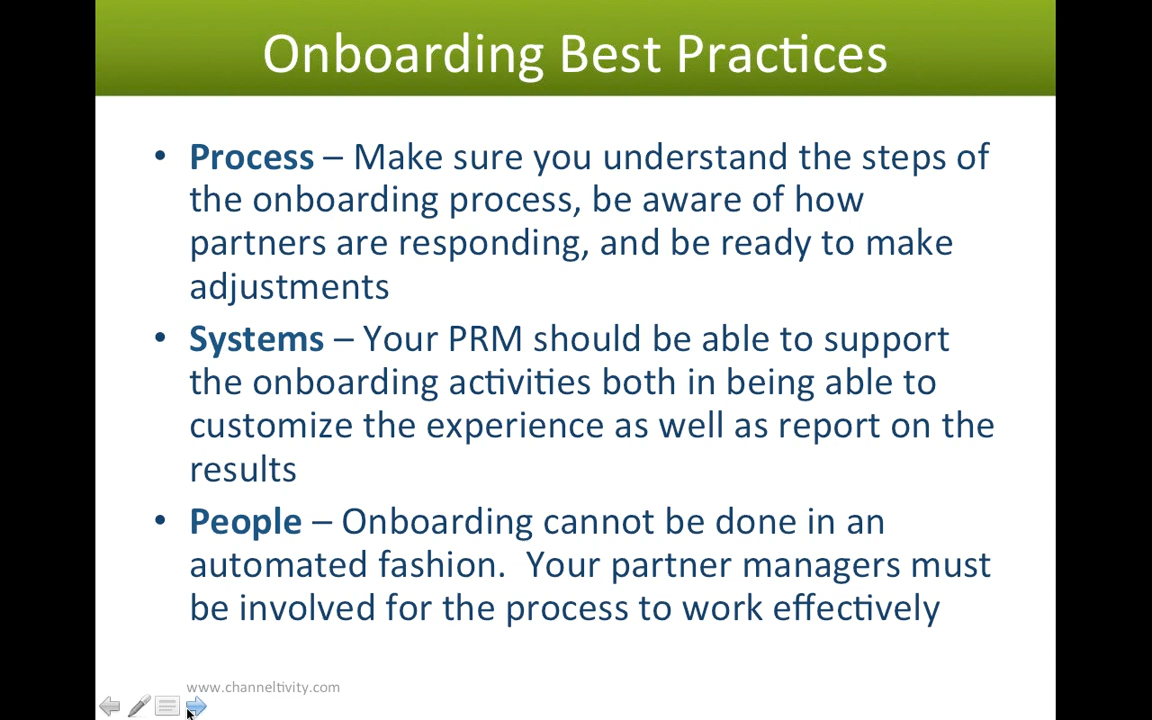 Onboarding Best Practices
• Process – Make sure you understand the steps of
the onboarding process, be aware of how
partners are responding, and be ready to make
adjustments
• Systems – Your PRM should be able to support
the onboarding activities both in being able to
customize the experience as well as report on the
results
• People – Onboarding cannot be done in an
automated fashion.  Your partner managers must
be involved for the process to work effectively
www.channeltivity.com